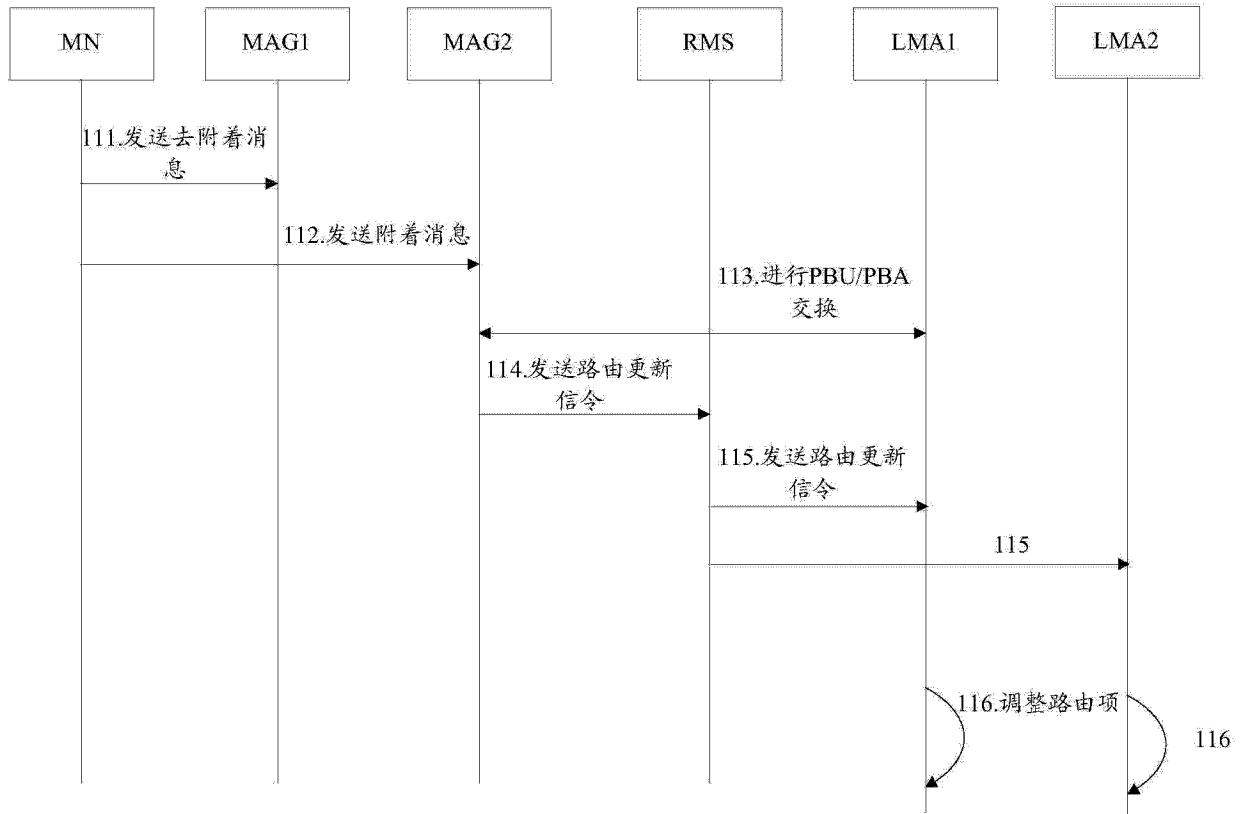 MN
MAG1
MAG2
RMS
LMA1
LMA2
111.发送去附着消
息
112.发送附着消息
113.进行PBU/PBA
交换
114.发送路由更新
信令
115.发送路由更新
信令
115
116.调整路由项
116